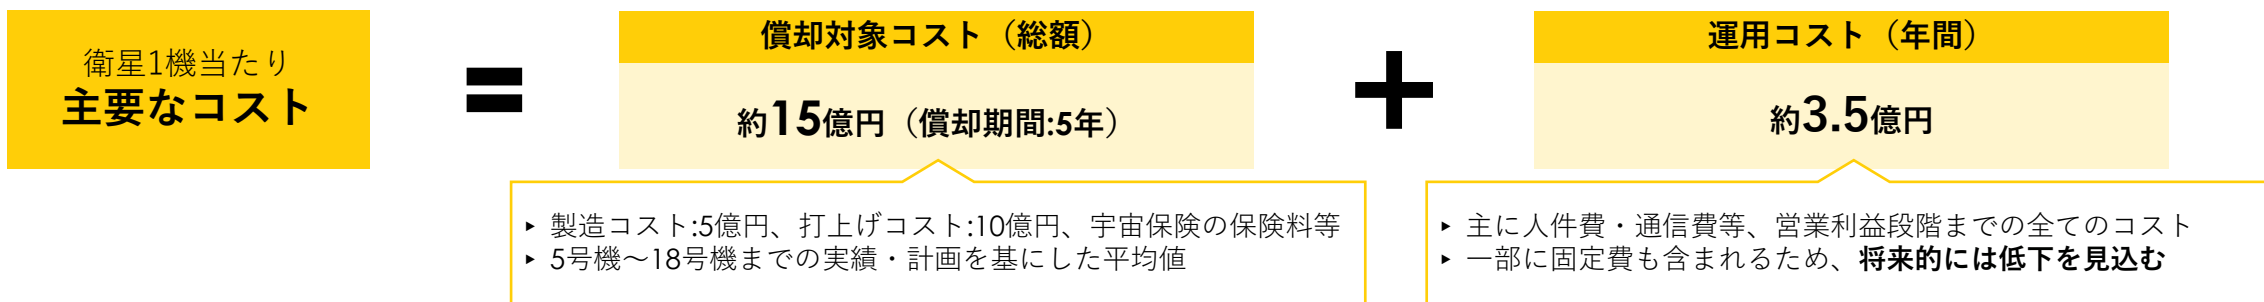 衛星1機当たり
主要なコスト
=
償却対象コスト（総額）
約15億円（償却期間:5年）
+
運用コスト（年間）
約3.5億円
▸ 製造コスト:5億円、打上げコスト:10億円、宇宙保険の保険料等
▸ 5号機～18号機までの実績・計画を基にした平均値
▸ 主に人件費・通信費等、営業利益段階までの全てのコスト
▸ 一部に固定費も含まれるため、将来的には低下を見込む